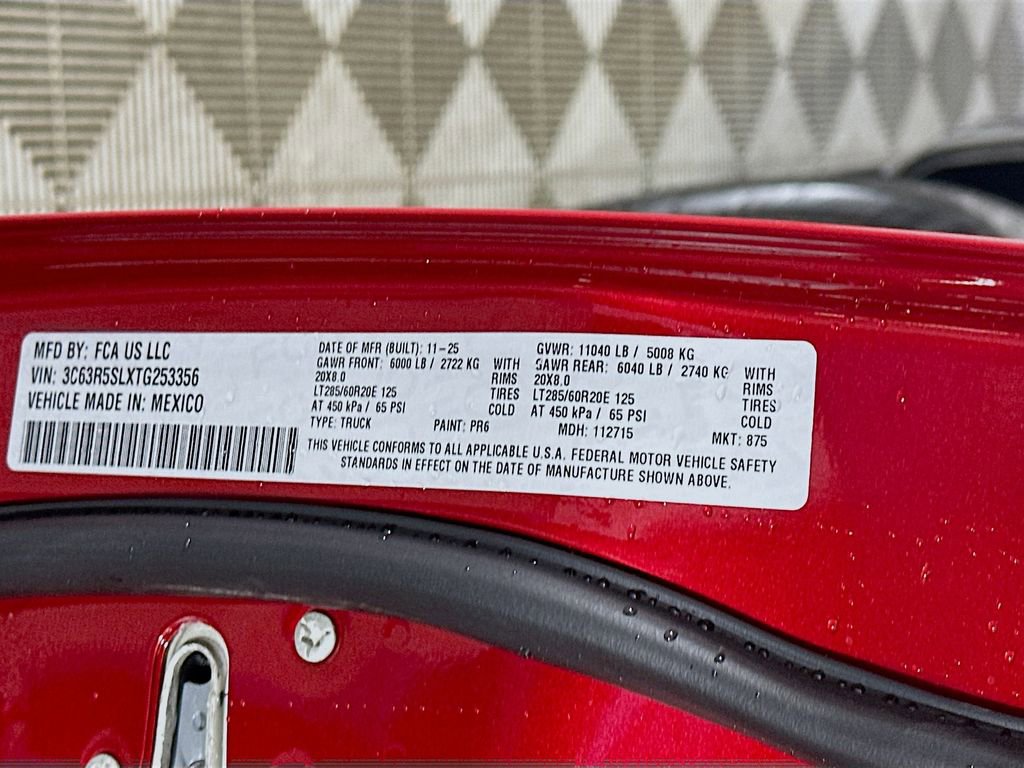 MFD BY: FCA US LLC
VIN: 3C63R5SLXTG253356
VEHICLE MADE IN: MEXICO
DATE OF MFR (BUILT): 11-25
GAWR FRONT: 6000 LB / 2722 KG WITH
20X8.0 RIMS
LT285/60R20E 125 TIRES
AT 450 kPa / 65 PSI COLD
TYPE: TRUCK PAINT: PR6
GVWR: 11040 LB / 5008 KG
GAWR REAR: 6040 LB / 2740 KG WITH
20X8.0 RIMS
LT285/60R20E 125 TIRES
AT 450 kPa / 65 PSI COLD
MDH: 112715 MKT: 875
THIS VEHICLE CONFORMS TO ALL APPLICABLE U.S.A. FEDERAL MOTOR VEHICLE SAFETY
STANDARDS IN EFFECT ON THE DATE OF MANUFACTURE SHOWN ABOVE.